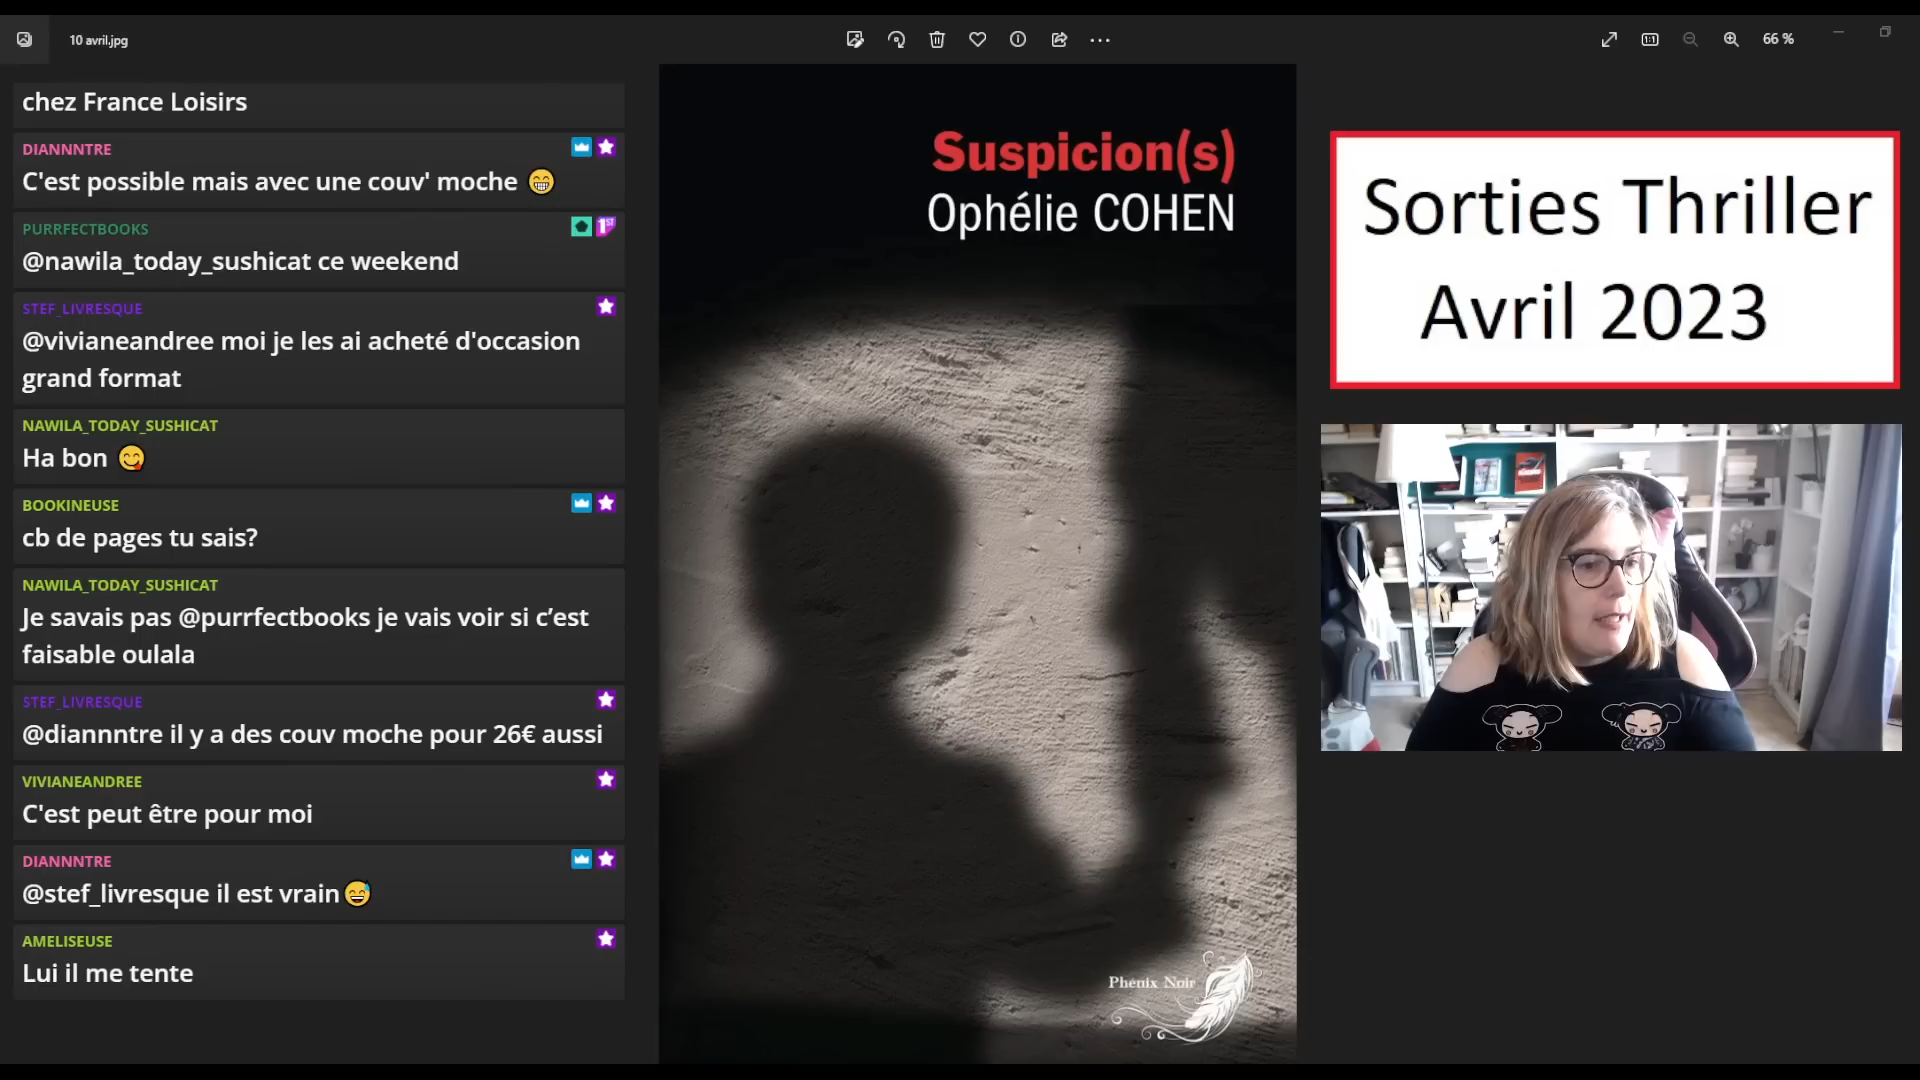 10 avril.jpg
66 %
chez France Loisirs
DIANNNTRE
C'est possible mais avec une couv' moche 😁
PURRFECTBOOKS
1ST
@nawila_today_sushicat ce weekend
STEF_LIVRESQUE
@vivianeandree moi je les ai acheté d'occasion
grand format
NAWILA_TODAY_SUSHICAT
Ha bon 😋
BOOKINEUSE
cb de pages tu sais?
NAWILA_TODAY_SUSHICAT
Je savais pas @purrfectbooks je vais voir si c’est
faisable oulala
STEF_LIVRESQUE
@diannntre il y a des couv moche pour 26€ aussi
VIVIANEANDREE
C'est peut être pour moi
DIANNNTRE
@stef_livresque il est vrain😅
AMELISEUSE
Lui il me tente
Suspicion(s)
Ophélie COHEN
Phénix Noir
Sorties Thriller
Avril 2023